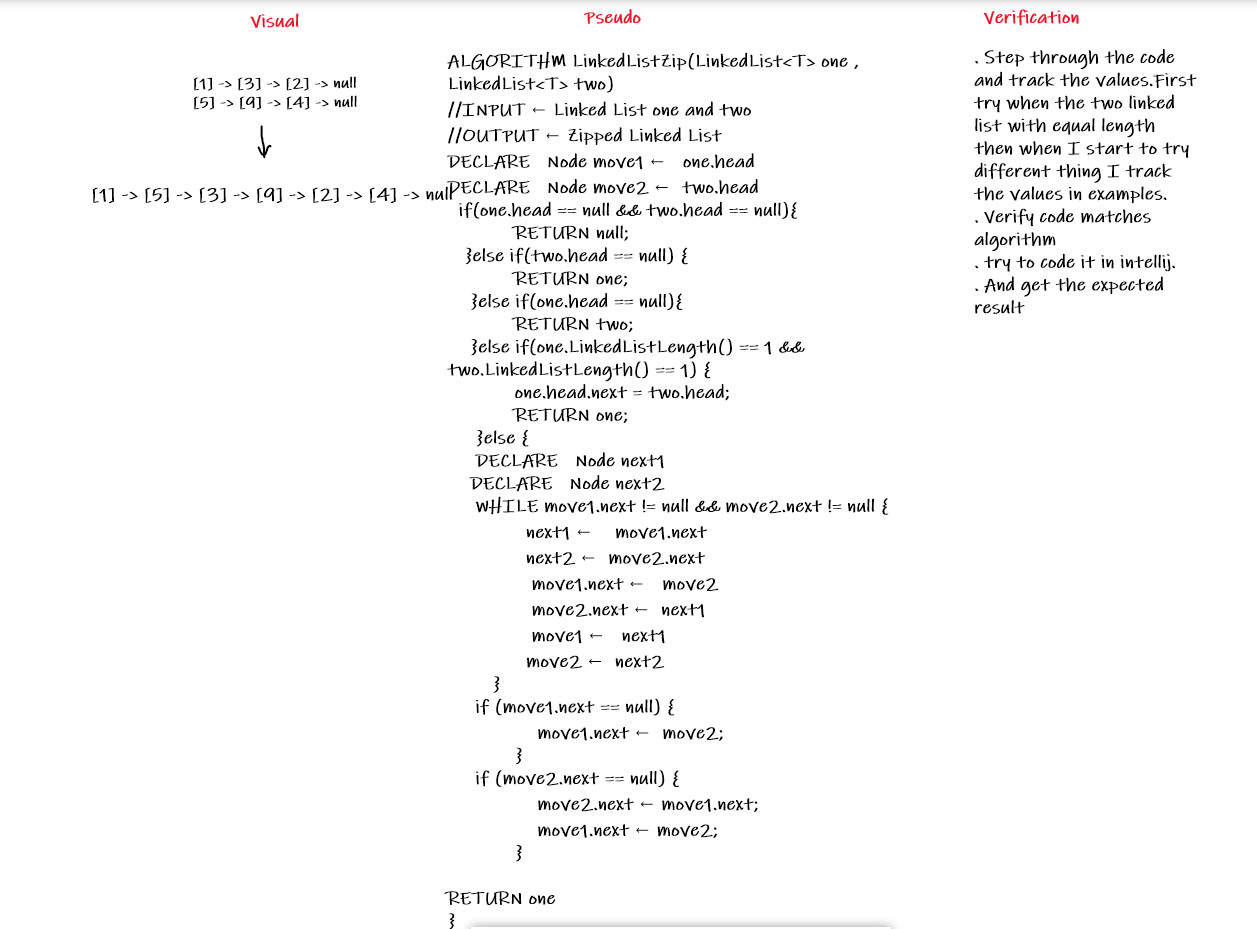 Visual
[1] -> [3] -> [2] -> null
[5] -> [9] -> [4] -> null
[1] -> [5] -> [3] -> [9] -> [2] -> [4] -> null
Pseudo
ALGORITHM LinkedListZip(LinkedList<T> one ,
LinkedList<T> two)
//INPUT ← Linked List one and two
//OUTPUT ← Zipped Linked List
DECLARE Node move1 ← one.head
DECLARE Node move2 ← two.head
if(one.head == null && two.head == null){
RETURN null;
}else if(two.head == null) {
RETURN one;
}else if(one.head == null){
RETURN two;
}else if(one.LinkedListLength() == 1 &&
two.LinkedListLength() == 1) {
one.head.next = two.head;
RETURN one;
}else {
DECLARE Node next1
DECLARE Node next2
WHILE move1.next != null && move2.next != null {
next1 ← move1.next
next2 ← move2.next
move1.next ← move2
move2.next ← next1
move1 ← next1
move2 ← next2
}
if (move1.next == null) {
move1.next ← move2;
}
if (move2.next == null) {
move2.next ← move1.next;
move1.next ← move2;
}
RETURN one
}
Verification
. Step through the code
and track the values.First
try when the two linked
list with equal length
then when I start to try
different thing I track
the values in examples.
. Verify code matches
algorithm
. try to code it in intellij.
. And get the expected
result